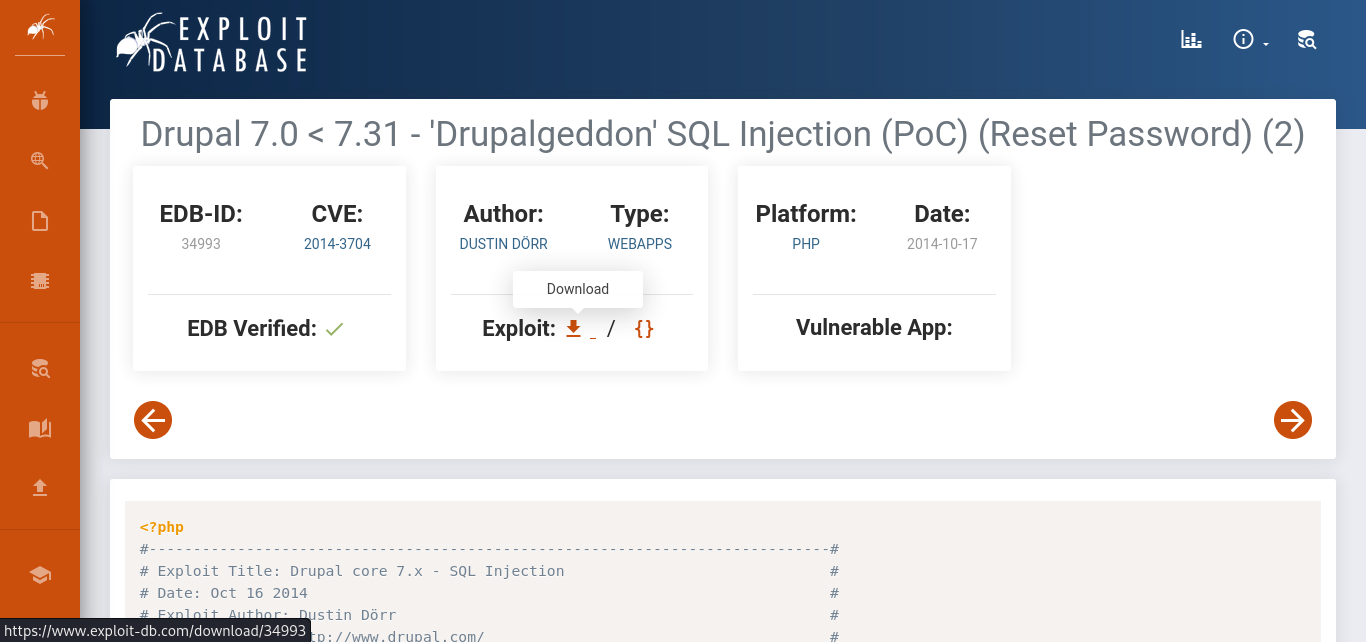 EXPLOIT
DATABASE
Drupal 7.0 < 7.31 - 'Drupalgeddon' SQL Injection (PoC) (Reset Password) (2)
EDB-ID:
34993
CVE:
2014-3704
EDB Verified:
Author:
DUSTIN DÖRR
Type:
WEBAPPS
Download
Exploit: / {}
Platform:
PHP
Date:
2014-10-17
Vulnerable App:
<?php
#-----------------------------------------------------------------------------#
# Exploit Title: Drupal core 7.x - SQL Injection #
# Date: Oct 16 2014 #
# Exploit Author: Dustin Dörr #
tp://www.drupal.com/ #
https://www.exploit-db.com/download/34993